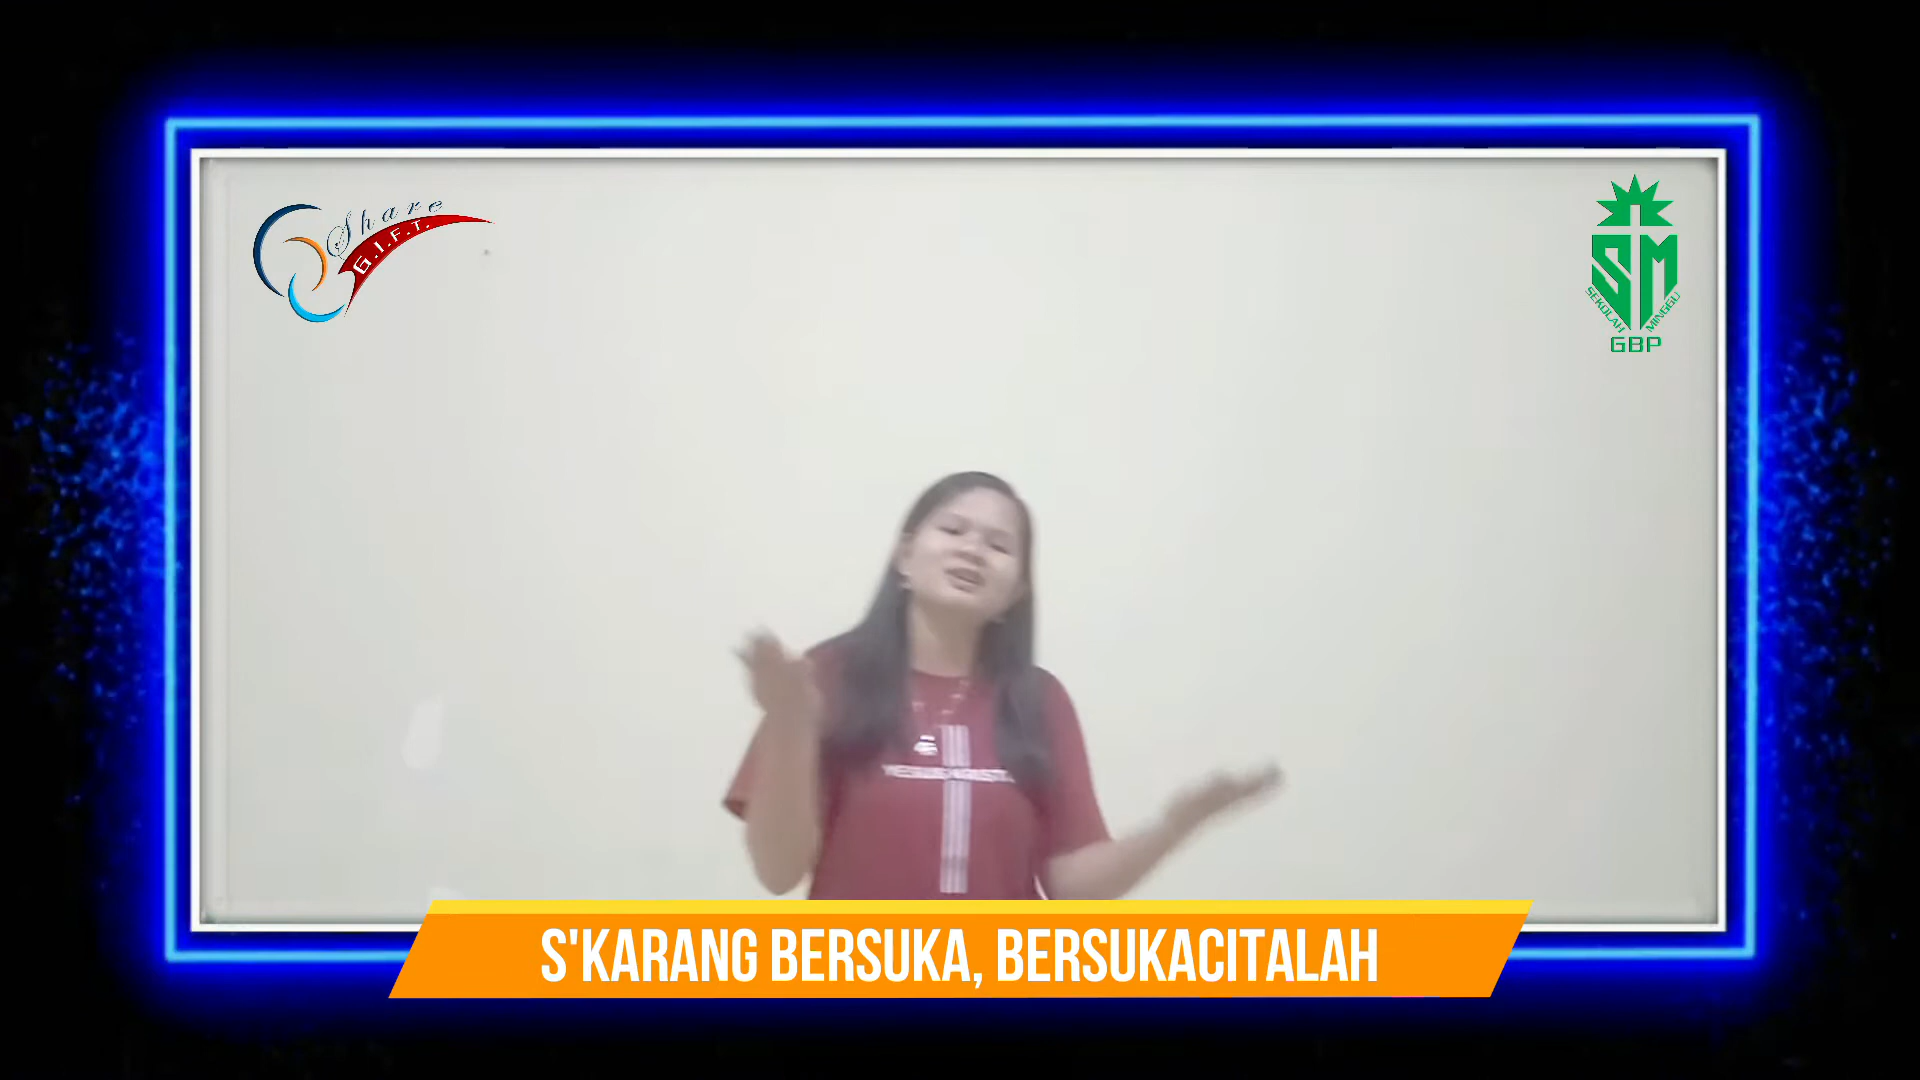 Share
G.I.F.T.
SM
SEKOLAH MINGGU
GBP
S'KARANG BERSUKA, BERSUKACITALAH